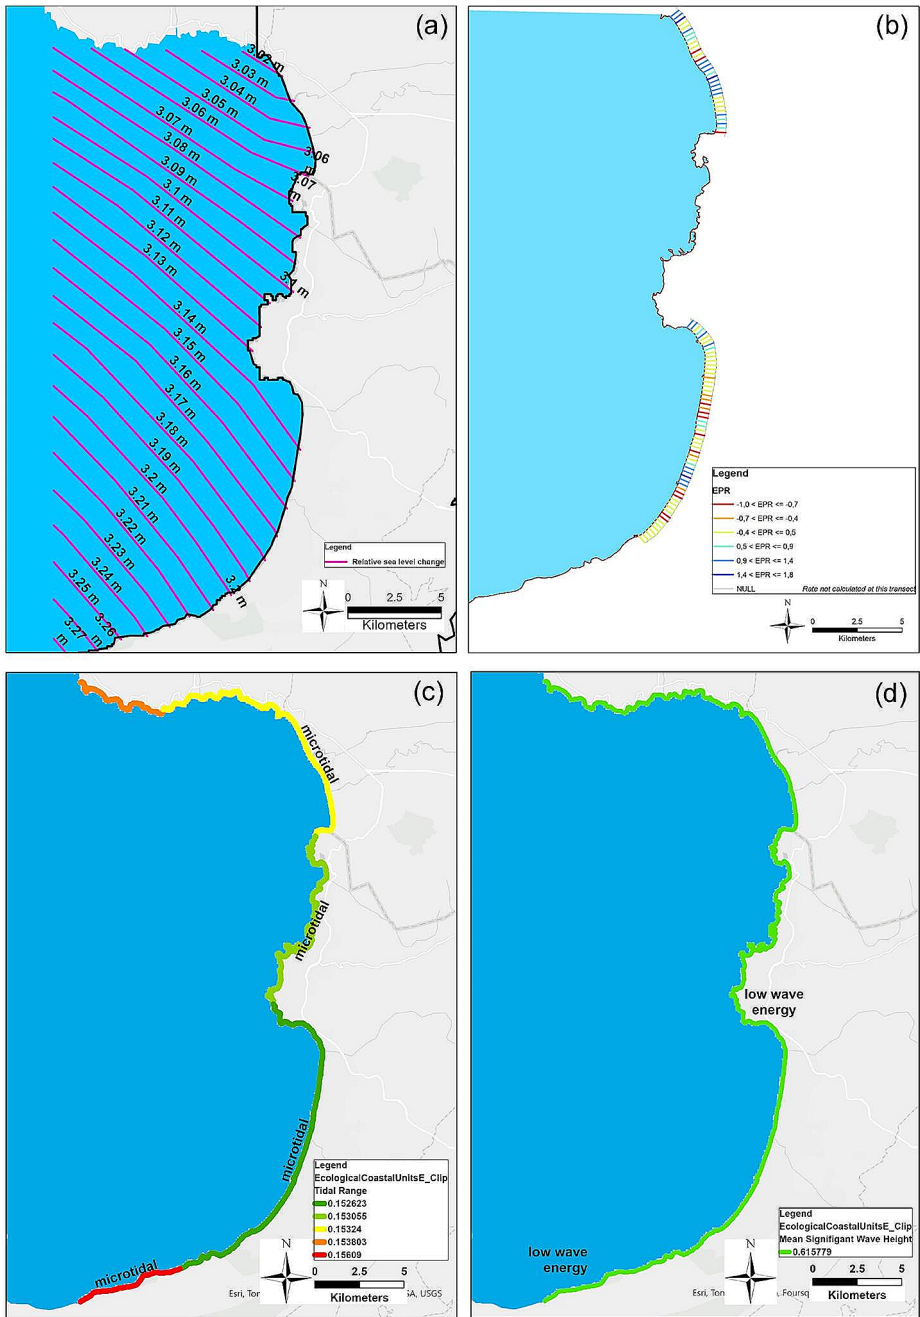 (a)
3.02 m
3.03 m
3.04 m
3.05 m
3.06 m
3.07 m
3.08 m
3.09 m
3.1 m
3.11 m
3.12 m
3.13 m
3.14 m
3.15 m
3.16 m
3.17 m
3.18 m
3.19 m
3.2 m
3.21 m
3.22 m
3.23 m
3.24 m
3.25 m
3.26 m
3.27 m
3.06 m
3.07 m
3.1 m
Legend
Relative sea level change
N
0 2.5 5
Kilometers
(b)
Legend
EPR
-1,0 < EPR <= -0,7
-0,7 < EPR <= -0,4
-0,4 < EPR <= 0,5
0,5 < EPR <= 0,9
0,9 < EPR <= 1,4
1,4 < EPR <= 1,8
NULL Rate not calculated at this transect
N
0 2.5 5
Kilometers
(c)
microtidal
microtidal
microtidal
microtidal
Legend
EcologicalCoastalUnitsE_Clip
Tidal Range
0.152623
0.153055
0.15324
0.153803
0.15609
N
0 2.5 5
Kilometers
Esri, Tom
SA, USGS
(d)
low wave
energy
low wave
energy
Legend
EcologicalCoastalUnitsE_Clip
Mean Signifigant Wave Height
0.615779
N
0 2.5 5
Kilometers
Esri, Tom
, Foursq